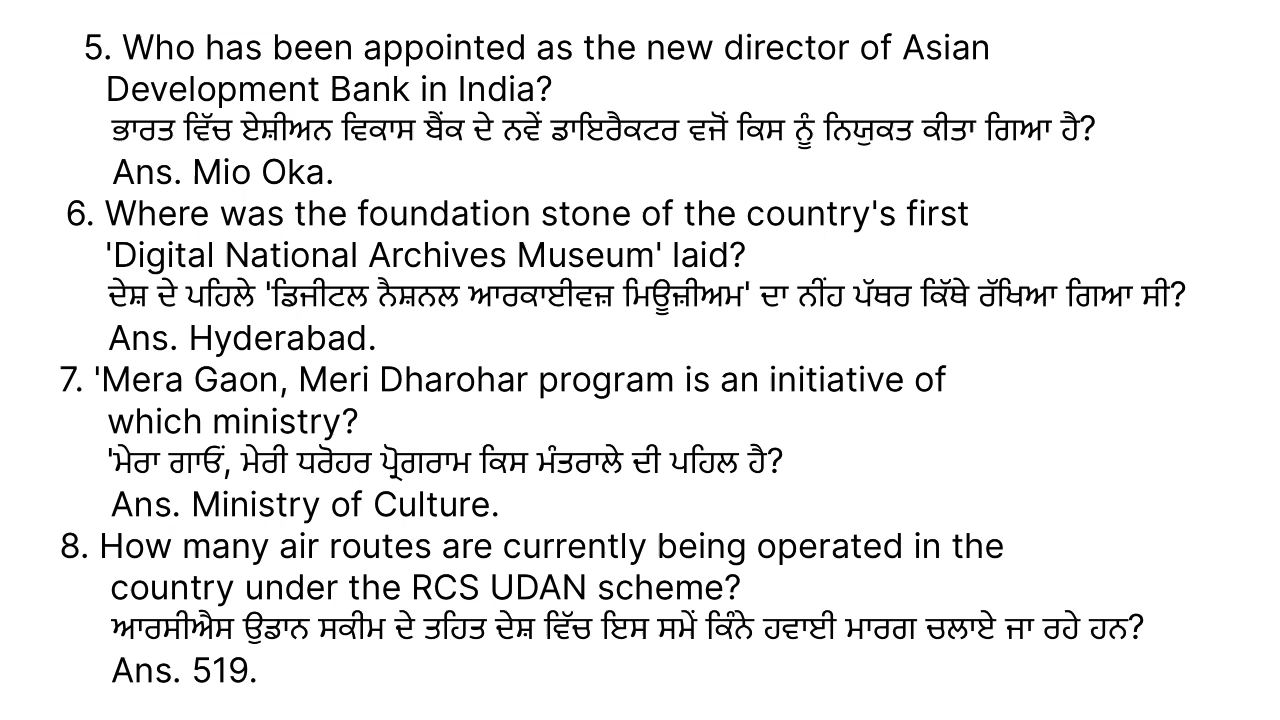 5. Who has been appointed as the new director of Asian
Development Bank in India?
ਭਾਰਤ ਵਿੱਚ ਏਸ਼ੀਅਨ ਵਿਕਾਸ ਬੈਂਕ ਦੇ ਨਵੇਂ ਡਾਇਰੈਕਟਰ ਵਜੋਂ ਕਿਸ ਨੂੰ ਨਿਯੁਕਤ ਕੀਤਾ ਗਿਆ ਹੈ?
Ans. Mio Oka.
6. Where was the foundation stone of the country's first
'Digital National Archives Museum' laid?
ਦੇਸ਼ ਦੇ ਪਹਿਲੇ 'ਡਿਜੀਟਲ ਨੈਸ਼ਨਲ ਆਰਕਾਈਵਜ਼ ਮਿਊਜ਼ੀਅਮ' ਦਾ ਨੀਂਹ ਪੱਥਰ ਕਿੱਥੇ ਰੱਖਿਆ ਗਿਆ ਸੀ?
Ans. Hyderabad.
7. 'Mera Gaon, Meri Dharohar program is an initiative of
which ministry?
'ਮੇਰਾ ਗਾਓਂ, ਮੇਰੀ ਧਰੋਹਰ ਪ੍ਰੋਗਰਾਮ ਕਿਸ ਮੰਤਰਾਲੇ ਦੀ ਪਹਿਲ ਹੈ?
Ans. Ministry of Culture.
8. How many air routes are currently being operated in the
country under the RCS UDAN scheme?
ਆਰਸੀਐਸ ਉਡਾਨ ਸਕੀਮ ਦੇ ਤਹਿਤ ਦੇਸ਼ ਵਿੱਚ ਇਸ ਸਮੇਂ ਕਿੰਨੇ ਹਵਾਈ ਮਾਰਗ ਚਲਾਏ ਜਾ ਰਹੇ ਹਨ?
Ans. 519.